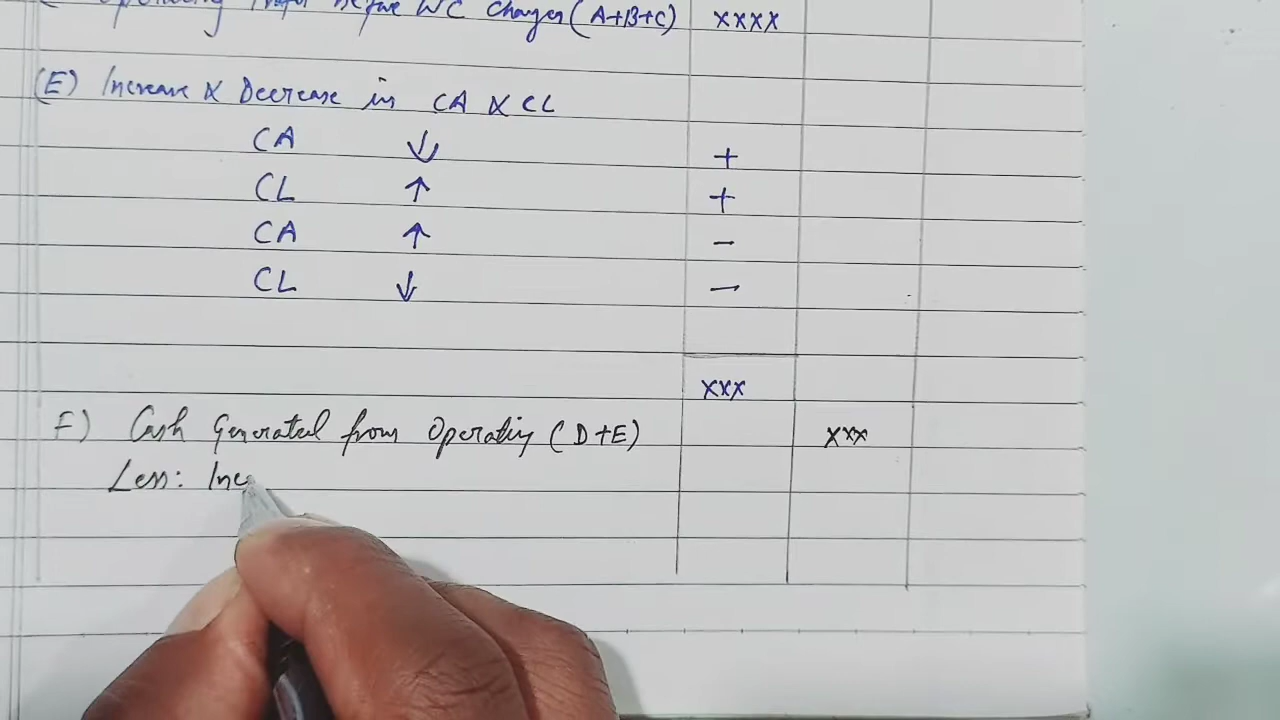 Operating Profit before WC Changes (A+B+C) xxxx
(E) Increase & Decrease in CA & CL
CA ↓ +
CL ↑ +
CA ↑ -
CL ↓ -
xxx
F) Cash Generated from Operating (D+E) xxx
Less: Inc